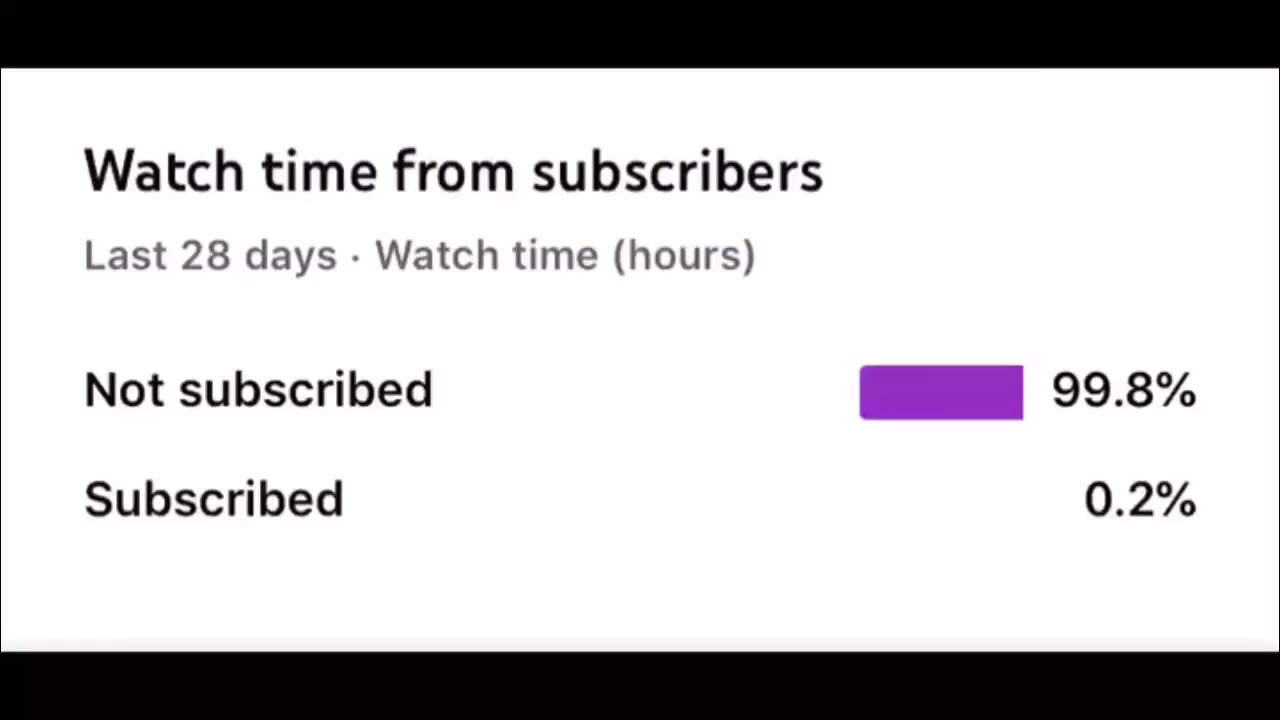 Watch time from subscribers
Last 28 days · Watch time (hours)
Not subscribed 99.8%
Subscribed 0.2%